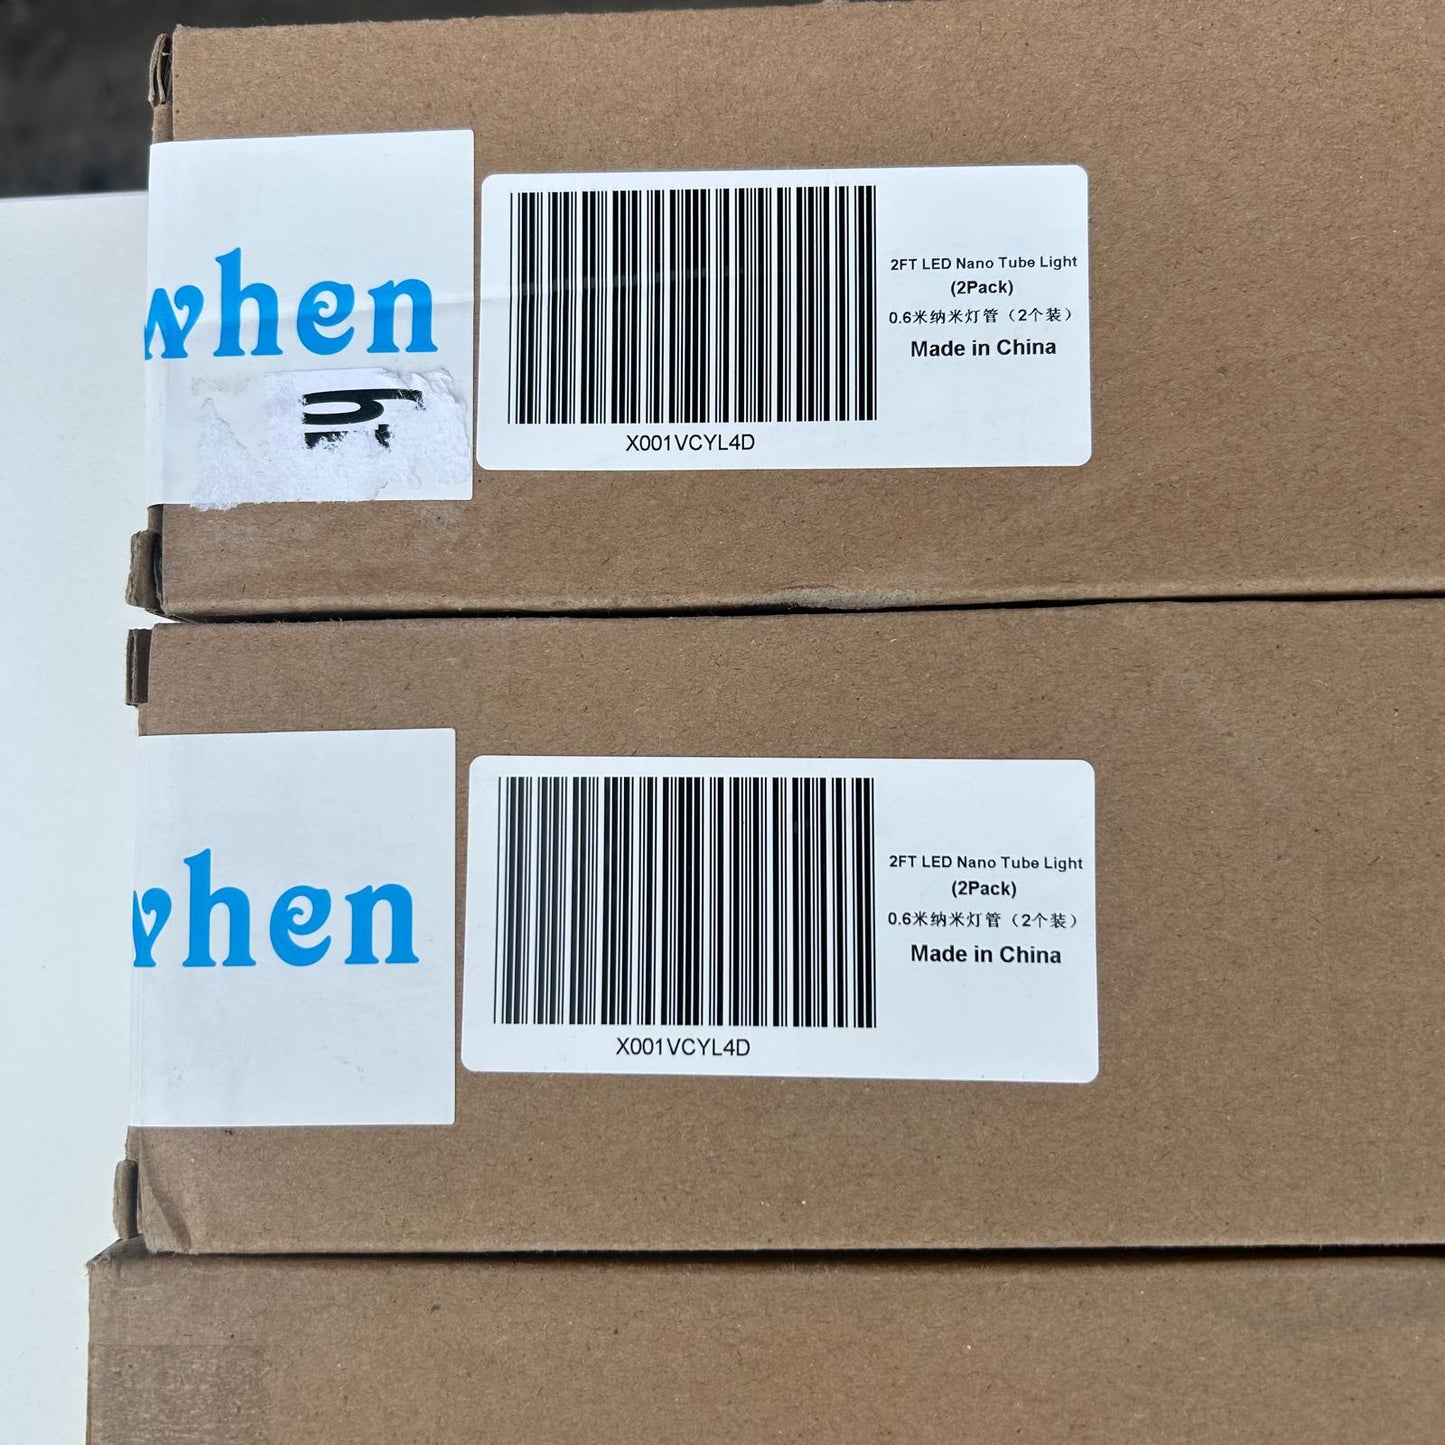 when
2FT LED Nano Tube Light
(2Pack)
0.6米纳米灯管（2个装）
Made in China
X001VCYL4D
when
2FT LED Nano Tube Light
(2Pack)
0.6米纳米灯管（2个装）
Made in China
X001VCYL4D